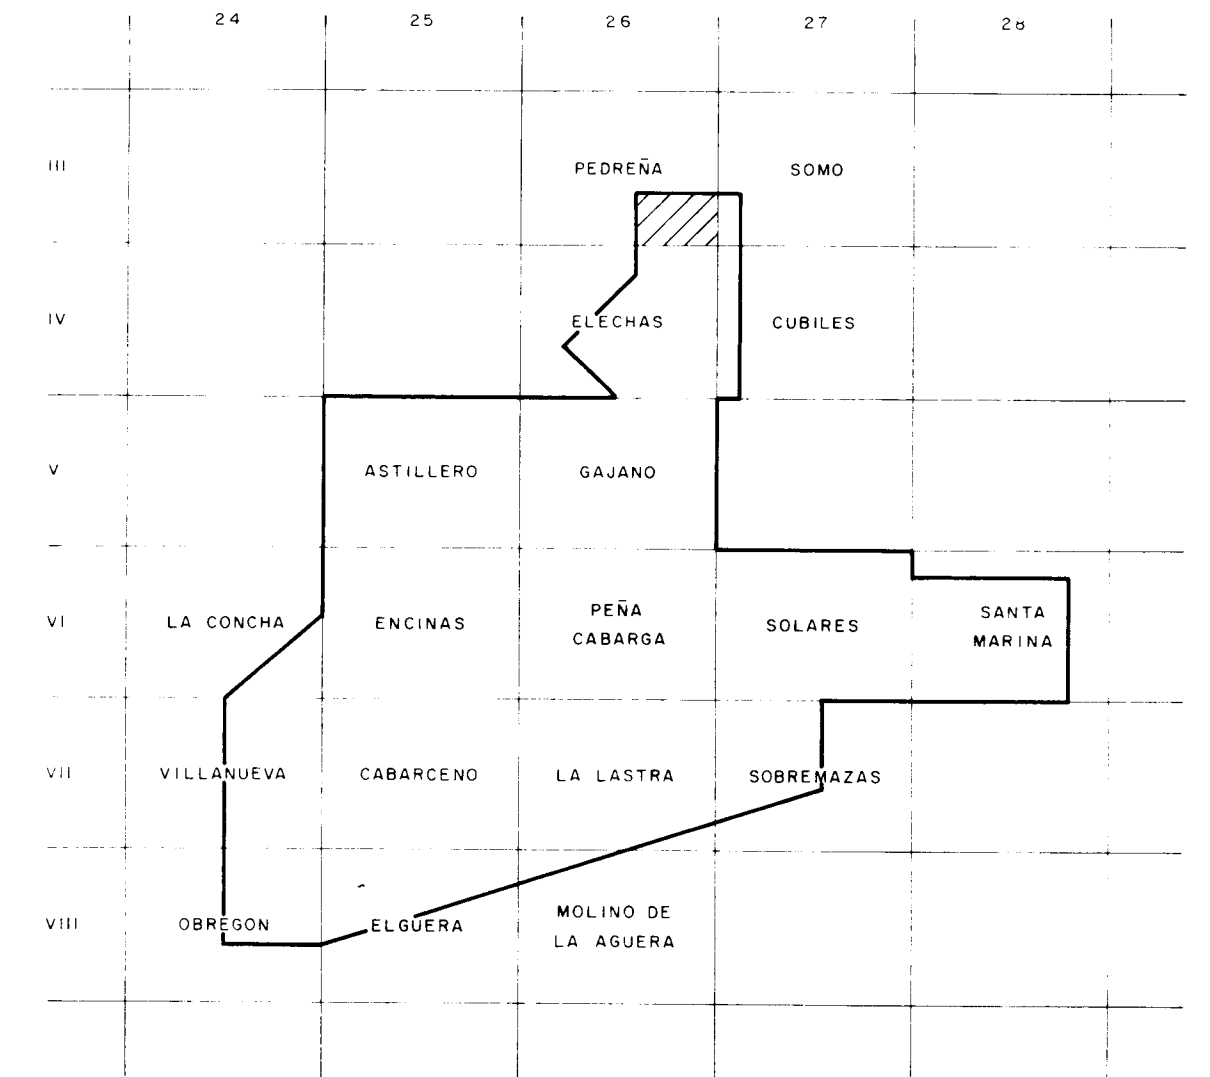 24 25 26 27 28
III PEDREÑA SOMO
IV ELECHAS CUBILES
V ASTILLERO GAJANO
VI LA CONCHA ENCINAS PEÑA CABARGA SOLARES SANTA MARINA
VII VILLANUEVA CABARCENO LA LASTRA SOBREMAZAS
VIII OBREGON ELGUERA MOLINO DE LA AGUERA